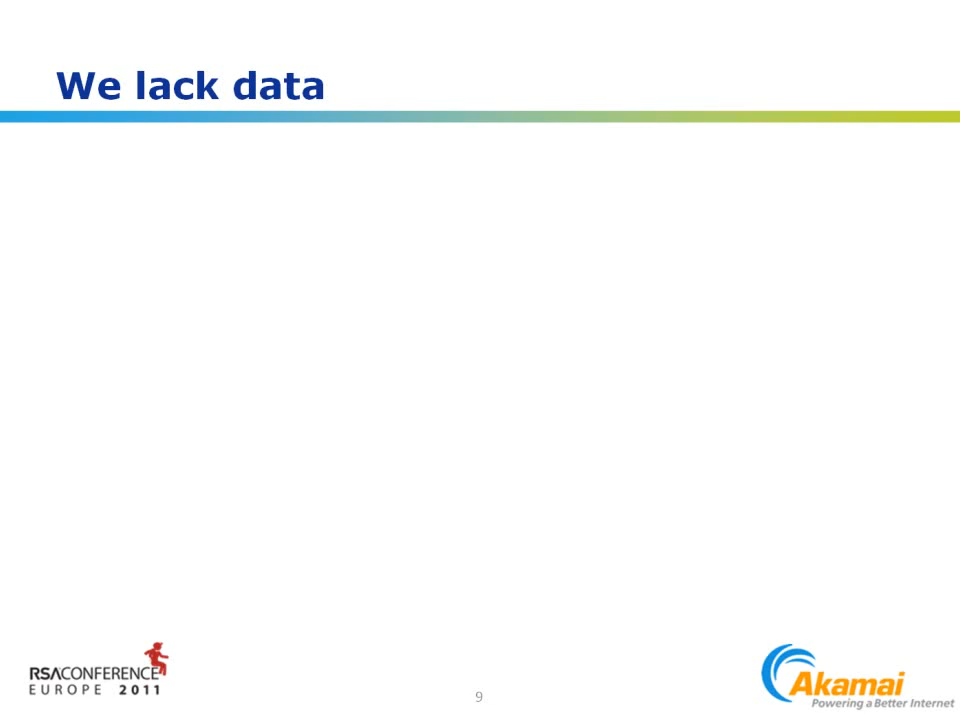 We lack data
RSACONFERENCE
EUROPE 2011
9
Akamai
Powering a Better Internet